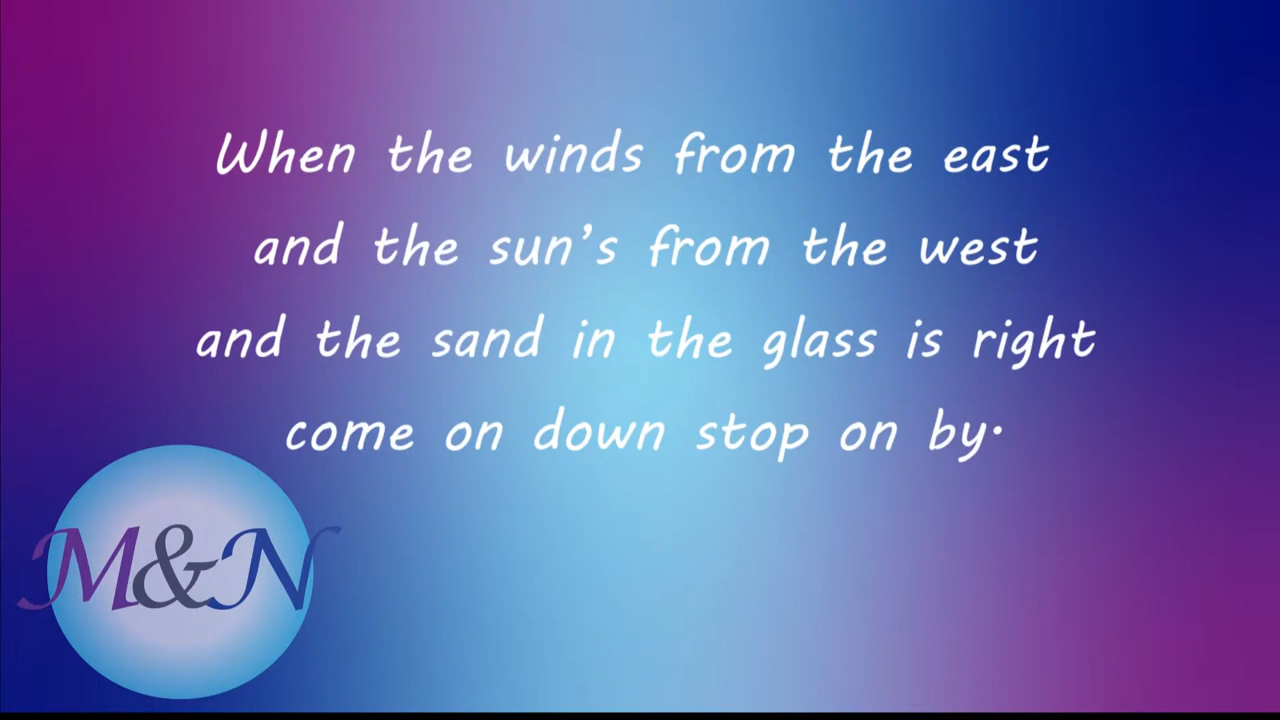 When the winds from the east
and the sun's from the west
and the sand in the glass is right
come on down stop on by.
M&N